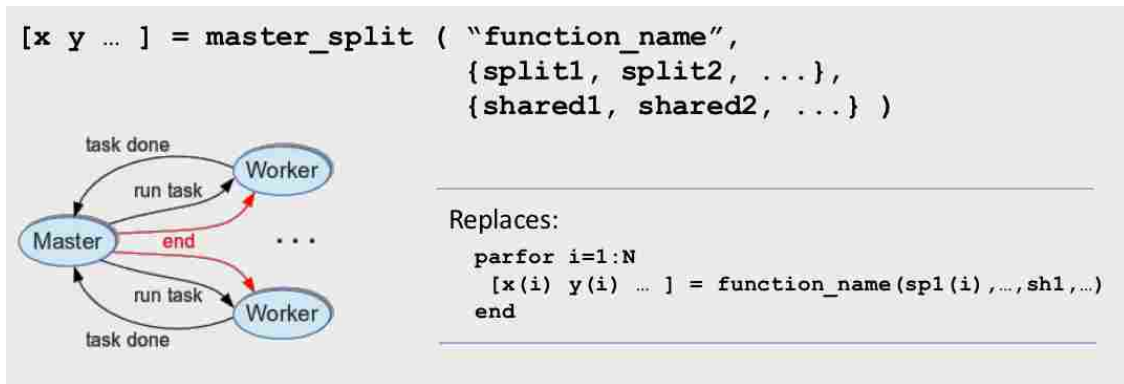 [x y … ] = master_split ( “function_name”,
{split1, split2, ...},
{shared1, shared2, ...} )
task done
Worker
run task
Master
end
...
run task
Worker
task done
Replaces:
parfor i=1:N
[x(i) y(i) … ] = function_name(sp1(i),…,sh1,…)
end